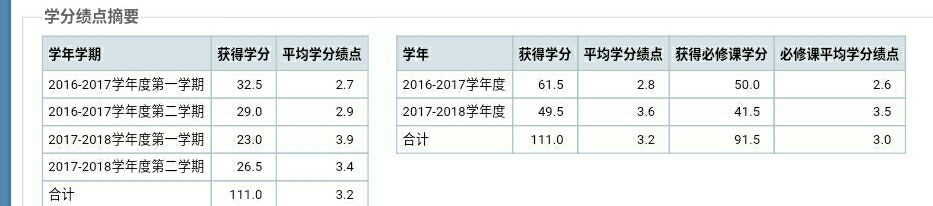 学分绩点摘要
学年学期 获得学分 平均学分绩点
2016-2017学年度第一学期 32.5 2.7
2016-2017学年度第二学期 29.0 2.9
2017-2018学年度第一学期 23.0 3.9
2017-2018学年度第二学期 26.5 3.4
合计 111.0 3.2
学年 获得学分 平均学分绩点 获得必修课学分 必修课平均学分绩点
2016-2017学年度 61.5 2.8 50.0 2.6
2017-2018学年度 49.5 3.6 41.5 3.5
合计 111.0 3.2 91.5 3.0